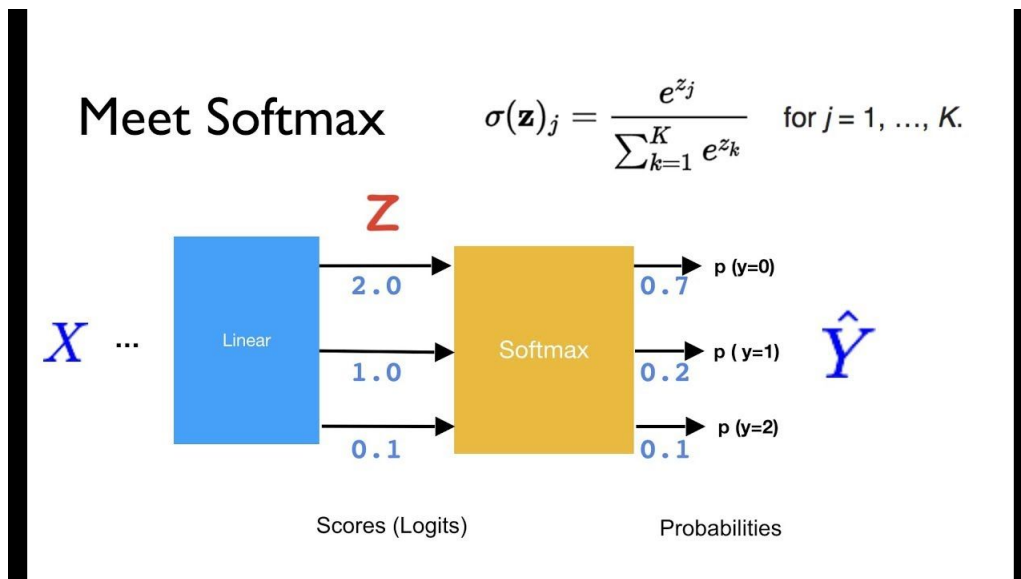 Meet Softmax
σ(z)_j = e^{z_j} / ∑_{k=1}^{K} e^{z_k} for j = 1, …, K.
Z
X ...
Linear
2.0
1.0
0.1
Softmax
0.7 p (y=0)
0.2 p ( y=1)
0.1 p (y=2)
Ŷ
Scores (Logits)
Probabilities